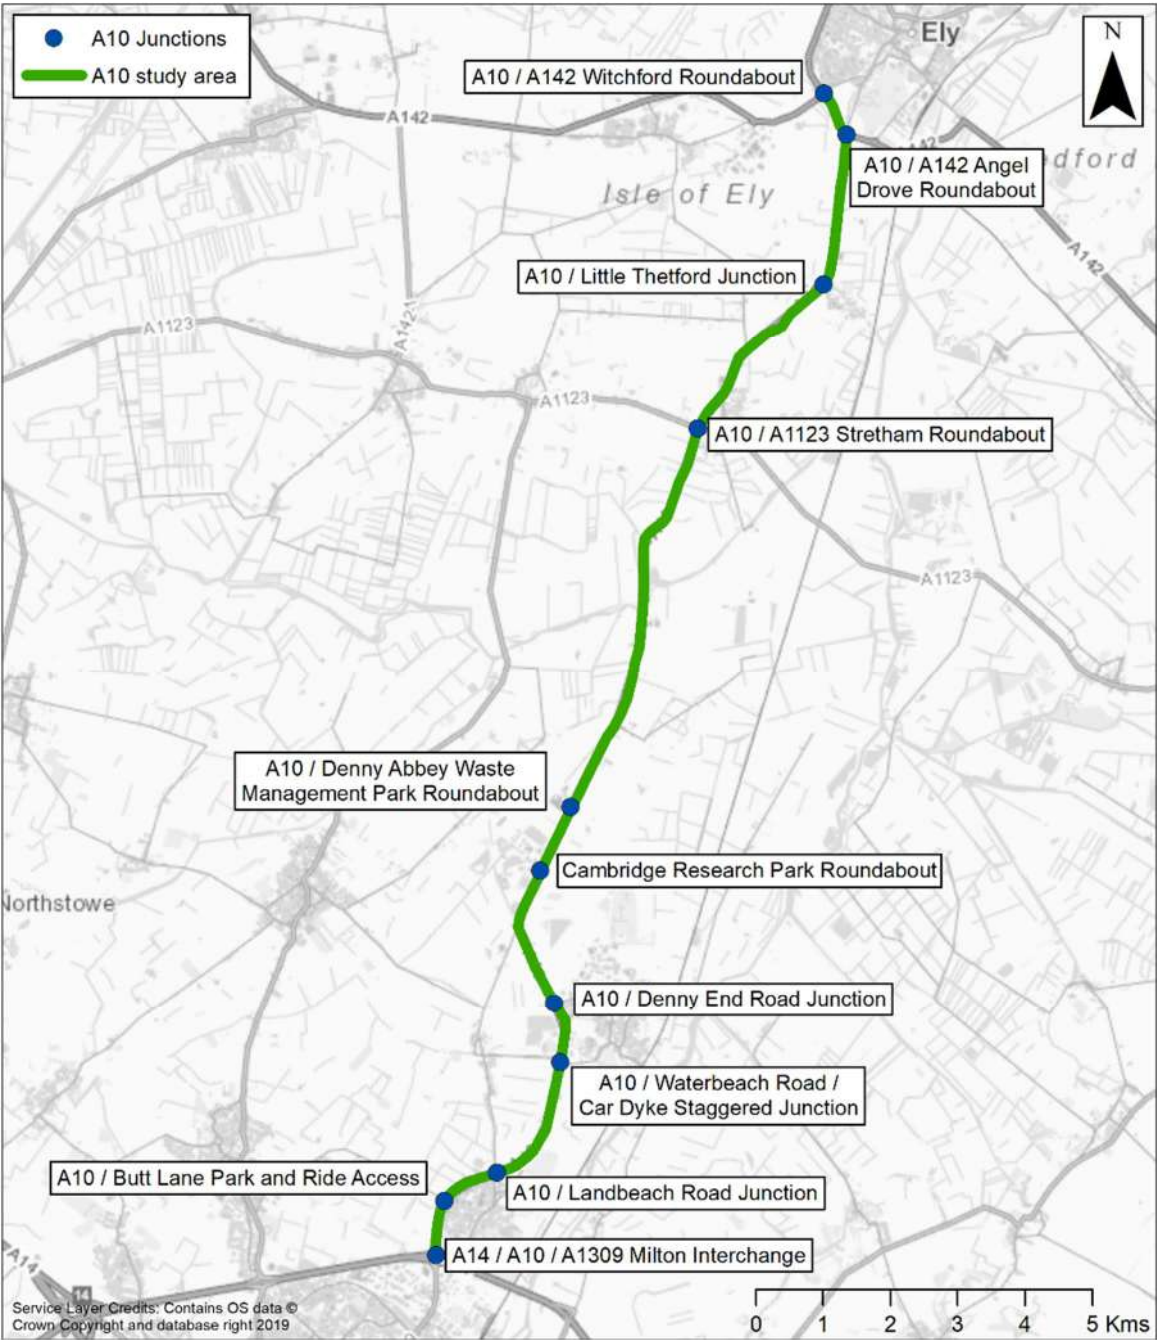 A10 Junctions
A10 study area
Ely
N
A10 / A142 Witchford Roundabout
A142
A142
A10 / A142 Angel
Drove Roundabout
dford
Isle of Ely
A142
A10 / Little Thetford Junction
A1123
A1421
A1123
A10 / A1123 Stretham Roundabout
A1123
A10 / Denny Abbey Waste
Management Park Roundabout
Cambridge Research Park Roundabout
Northstowe
A10 / Denny End Road Junction
A10 / Waterbeach Road /
Car Dyke Staggered Junction
A10 / Butt Lane Park and Ride Access
A10 / Landbeach Road Junction
A14 / A10 / A1309 Milton Interchange
A14
14
Service Layer Credits: Contains OS data ©
Crown Copyright and database right 2019
0 1 2 3 4 5 Kms